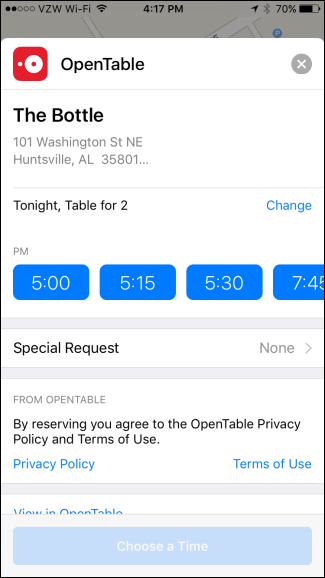 VZW Wi-Fi 4:17 PM 70%
OpenTable
The Bottle
101 Washington St NE
Huntsville, AL 35801...
Tonight, Table for 2 Change
PM
5:00 5:15 5:30 7:45
Special Request None
FROM OPENTABLE
By reserving you agree to the OpenTable Privacy
Policy and Terms of Use.
Privacy Policy Terms of Use
View in OpenTable
Choose a Time